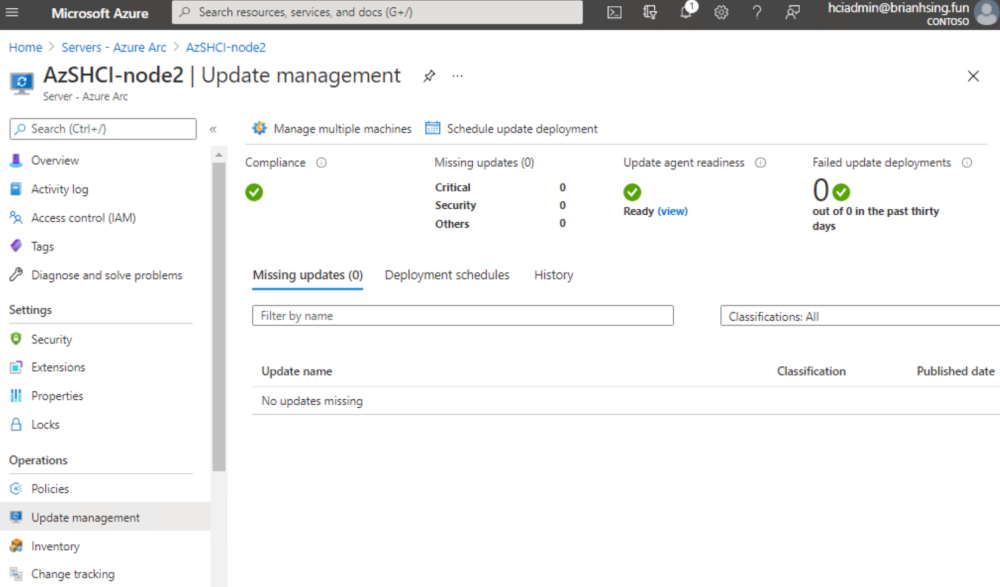 Microsoft Azure
Search resources, services, and docs (G+/)
1
hciadmin@brianhsing.fun
CONTOSO
Home > Servers - Azure Arc > AzSHCI-node2
AzSHCI-node2 | Update management
Server - Azure Arc
Search (Ctrl+/)
Overview
Activity log
Access control (IAM)
Tags
Diagnose and solve problems
Settings
Security
Extensions
Properties
Locks
Operations
Policies
Update management
Inventory
Change tracking
Manage multiple machines
Schedule update deployment
Compliance
Missing updates (0)
Critical 0
Security 0
Others 0
Update agent readiness
Ready (view)
Failed update deployments
0
out of 0 in the past thirty
days
Missing updates (0) Deployment schedules History
Filter by name
Classifications: All
Update name Classification Published date
No updates missing